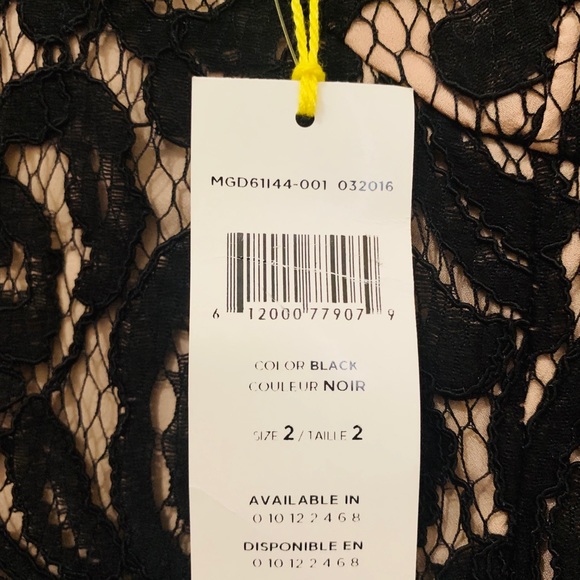 MGD61I44-001 032016
6 12000 77907 9
COLOR BLACK
COULEUR NOIR
SIZE 2 / TAILLE 2
AVAILABLE IN
0 10 12 2 4 6 8
DISPONIBLE EN
0 10 12 2 4 6 8